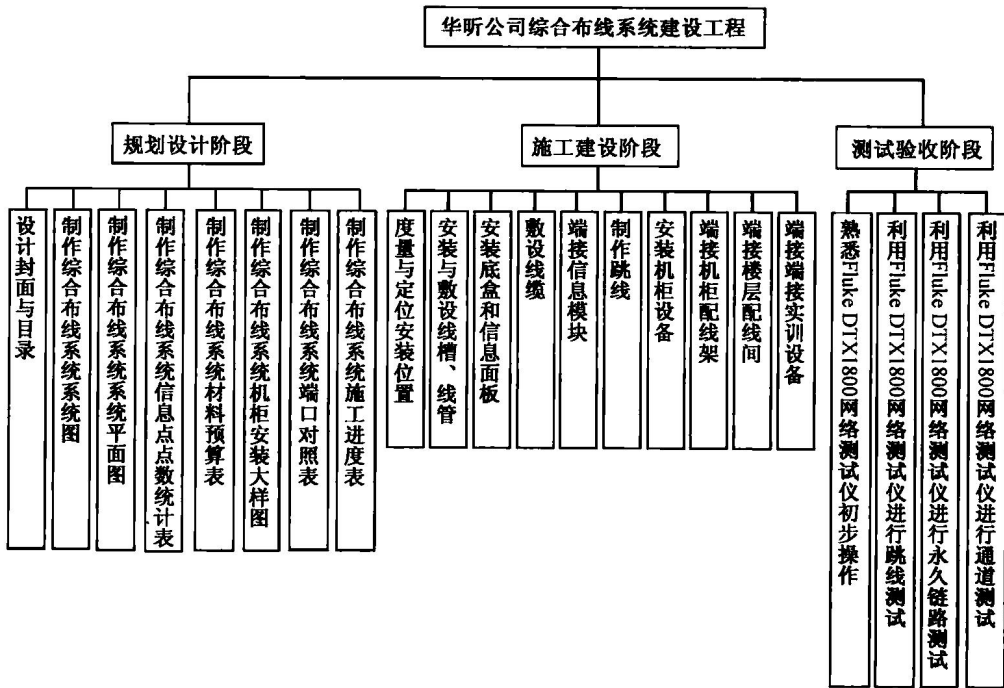 华昕公司综合布线系统建设工程
规划设计阶段
施工建设阶段
测试验收阶段
设计封面与目录
制作综合布线系统系统图
制作综合布线系统系统平面图
制作综合布线系统信息点点数统计表
制作综合布线系统材料预算表
制作综合布线系统机柜安装大样图
制作综合布线系统端口对照表
制作综合布线系统施工进度表
度量与定位安装位置
安装与敷设线槽、线管
安装底盒和信息面板
敷设线缆
端接信息模块
制作跳线
安装机柜设备
端接机柜配线架
端接楼层配线间
端接端接实训设备
熟悉Fluke DTX1800网络测试仪初步操作
利用Fluke DTX1800网络测试仪进行跳线测试
利用Fluke DTX1800网络测试仪进行永久链路测试
利用Fluke DTX1800网络测试仪进行通道测试